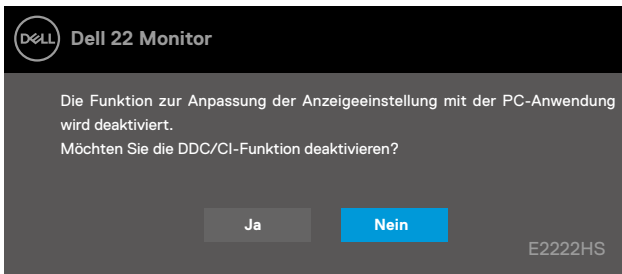 DELL Dell 22 Monitor
Die Funktion zur Anpassung der Anzeigeeinstellung mit der PC-Anwendung
wird deaktiviert.
Möchten Sie die DDC/CI-Funktion deaktivieren?
Ja Nein
E2222HS